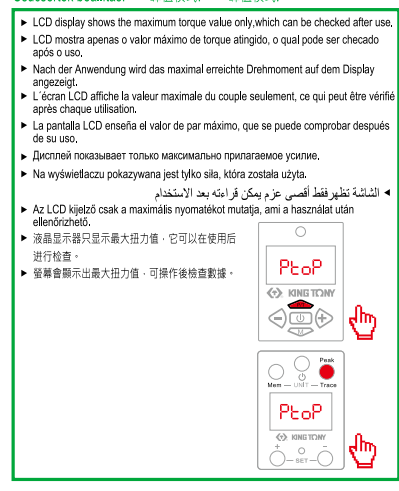 ► LCD display shows the maximum torque value only,which can be checked after use.
► LCD mostra apenas o valor máximo de torque atingido, o qual pode ser checado
após o uso.
► Nach der Anwendung wird das maximal erreichte Drehmoment auf dem Display
angezeigt.
► L´écran LCD affiche la valeur maximale du couple seulement, ce qui peut être vérifié
après chaque utilisation.
► La pantalla LCD enseña el valor de par máximo, que se puede comprobar después
de su uso.
► Дисплей показывает только максимально прилагаемое усилие.
► Na wyświetlaczu pokazywana jest tylko siła, która została użyta.
◄ الشاشة تظهرفقط أقصى عزم يمكن قراءته بعد الاستخدام
► Az LCD kijelző csak a maximális nyomatékot mutatja, ami a használat után
ellenőrizhető.
► 液晶显示器只显示最大扭力值，它可以在使用后
进行检查。
► 螢幕會顯示出最大扭力值，可操作後檢查數據。
PtoP
KING TONY
M
Peak
Mem — UNIT — Trace
PtoP
KING TONY
+ −
SET